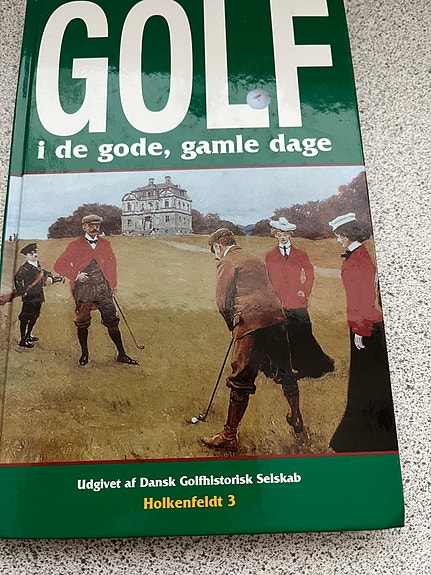 GOLF
i de gode, gamle dage
Udgivet af Dansk Golfhistorisk Selskab
Holkenfeldt 3